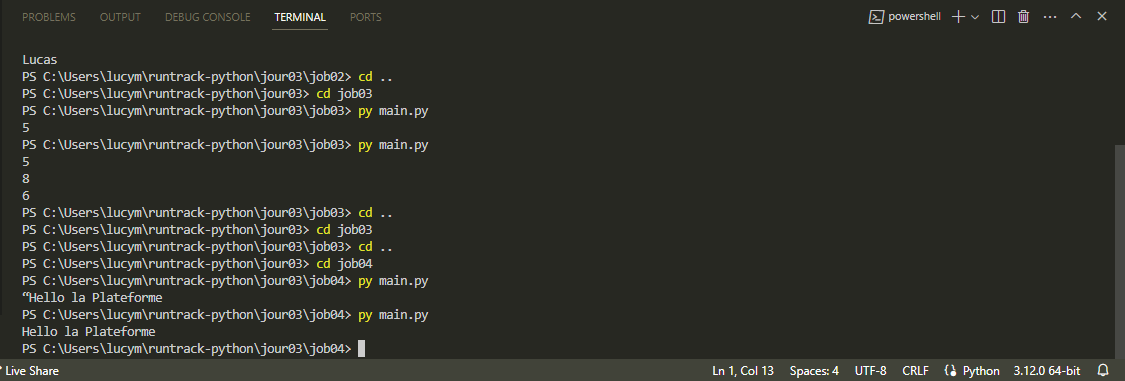 PROBLEMS OUTPUT DEBUG CONSOLE TERMINAL PORTS powershell
Lucas
PS C:\Users\lucym\runtrack-python\jour03\job02> cd ..
PS C:\Users\lucym\runtrack-python\jour03> cd job03
PS C:\Users\lucym\runtrack-python\jour03\job03> py main.py
5
PS C:\Users\lucym\runtrack-python\jour03\job03> py main.py
5
8
6
PS C:\Users\lucym\runtrack-python\jour03\job03> cd ..
PS C:\Users\lucym\runtrack-python\jour03> cd job03
PS C:\Users\lucym\runtrack-python\jour03\job03> cd ..
PS C:\Users\lucym\runtrack-python\jour03> cd job04
PS C:\Users\lucym\runtrack-python\jour03\job04> py main.py
“Hello la Plateforme
PS C:\Users\lucym\runtrack-python\jour03\job04> py main.py
Hello la Plateforme
PS C:\Users\lucym\runtrack-python\jour03\job04>
Live Share Ln 1, Col 13 Spaces: 4 UTF-8 CRLF Python 3.12.0 64-bit